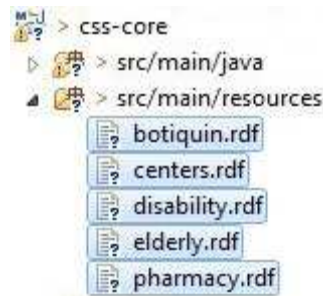 > css-core
> src/main/java
> src/main/resources
botiquin.rdf
centers.rdf
disability.rdf
elderly.rdf
pharmacy.rdf